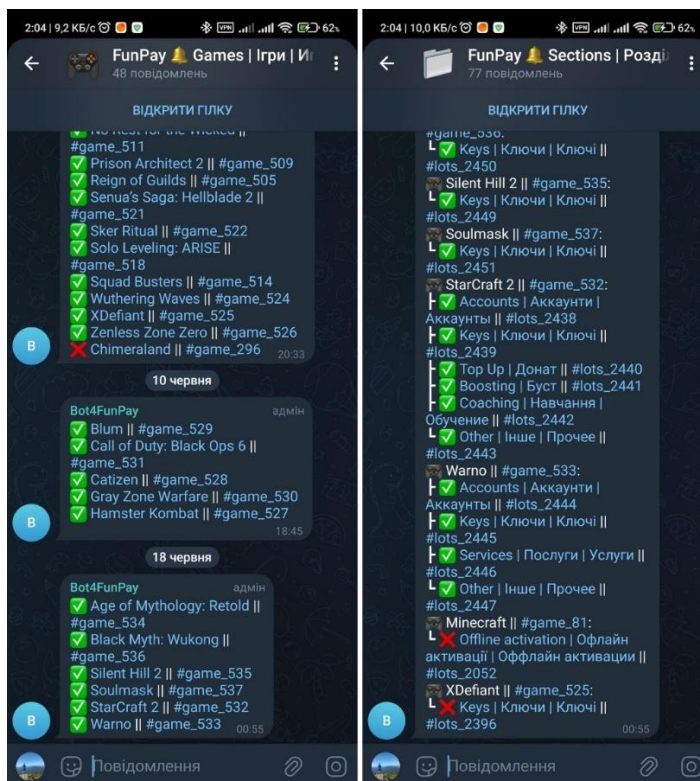 2:04 | 9,2 КБ/с
VPN
62%
FunPay 🔔 Games | Ігри | Иг
48 повідомлень
ВІДКРИТИ ГІЛКУ
✅ No Rest for the Wicked ||
#game_511
✅ Prison Architect 2 || #game_509
✅ Reign of Guilds || #game_505
✅ Senua's Saga: Hellblade 2 ||
#game_521
✅ Sker Ritual || #game_522
✅ Solo Leveling: ARISE ||
#game_518
✅ Squad Busters || #game_514
✅ Wuthering Waves || #game_524
✅ XDefiant || #game_525
✅ Zenless Zone Zero || #game_526
❌ Chimeraland || #game_296
20:33
B
10 червня
Bot4FunPay адмін
✅ Blum || #game_529
✅ Call of Duty: Black Ops 6 ||
#game_531
✅ Catizen || #game_528
✅ Gray Zone Warfare || #game_530
✅ Hamster Kombat || #game_527
18:45
B
18 червня
Bot4FunPay адмін
✅ Age of Mythology: Retold ||
#game_534
✅ Black Myth: Wukong ||
#game_536
✅ Silent Hill 2 || #game_535
✅ Soulmask || #game_537
✅ StarCraft 2 || #game_532
✅ Warno || #game_533
00:55
B
Повідомлення
2:04 | 10,0 КБ/с
VPN
62%
FunPay 🔔 Sections | Розділ
77 повідомлень
ВІДКРИТИ ГІЛКУ
#game_536:
┗ ✅ Keys | Ключи | Ключі ||
#lots_2450
🎮 Silent Hill 2 || #game_535:
┗ ✅ Keys | Ключи | Ключі ||
#lots_2449
🎮 Soulmask || #game_537:
┗ ✅ Keys | Ключи | Ключі ||
#lots_2451
🎮 StarCraft 2 || #game_532:
┣ ✅ Accounts | Аккаунти |
Аккаунты || #lots_2438
┣ ✅ Keys | Ключи | Ключі ||
#lots_2439
┣ ✅ Top Up | Донат || #lots_2440
┣ ✅ Boosting | Буст || #lots_2441
┣ ✅ Coaching | Навчання |
Обучение || #lots_2442
┗ ✅ Other | Інше | Прочее ||
#lots_2443
🎮 Warno || #game_533:
┣ ✅ Accounts | Аккаунти |
Аккаунты || #lots_2444
┣ ✅ Keys | Ключи | Ключі ||
#lots_2445
┣ ✅ Services | Послуги | Услуги ||
#lots_2446
┗ ✅ Other | Інше | Прочее ||
#lots_2447
🎮 Minecraft || #game_81:
┗ ❌ Offline activation | Офлайн
активації | Оффлайн активации ||
#lots_2052
🎮 XDefiant || #game_525:
┗ ❌ Keys | Ключи | Ключі ||
#lots_2396
00:55
B
Повідомлення